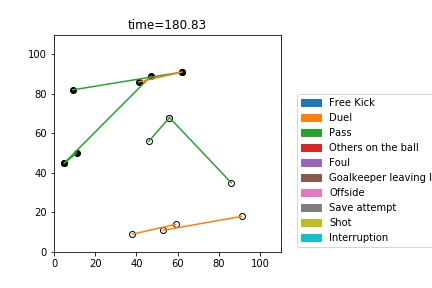 time=180.83
100
80
60
40
20
0
0 20 40 60 80 100
Free Kick
Duel
Pass
Others on the ball
Foul
Goalkeeper leaving l
Offside
Save attempt
Shot
Interruption